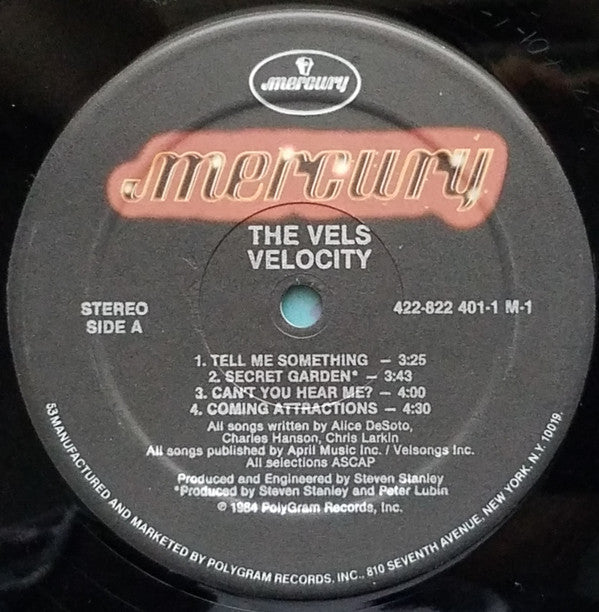 mercury
mercury
THE VELS
VELOCITY
STEREO
SIDE A
422-822 401-1 M-1
1. TELL ME SOMETHING – 3:25
2. SECRET GARDEN* – 3:43
3. CAN'T YOU HEAR ME? – 4:00
4. COMING ATTRACTIONS – 4:30
All songs written by Alice DeSoto,
Charles Hanson, Chris Larkin
All songs published by April Music Inc. / Velsongs Inc.
All selections ASCAP
Produced and Engineered by Steven Stanley
*Produced by Steven Stanley and Peter Lubin
℗ 1984 PolyGram Records, Inc.
53 MANUFACTURED AND MARKETED BY POLYGRAM RECORDS, INC., 810 SEVENTH AVENUE, NEW YORK, N.Y. 10019.